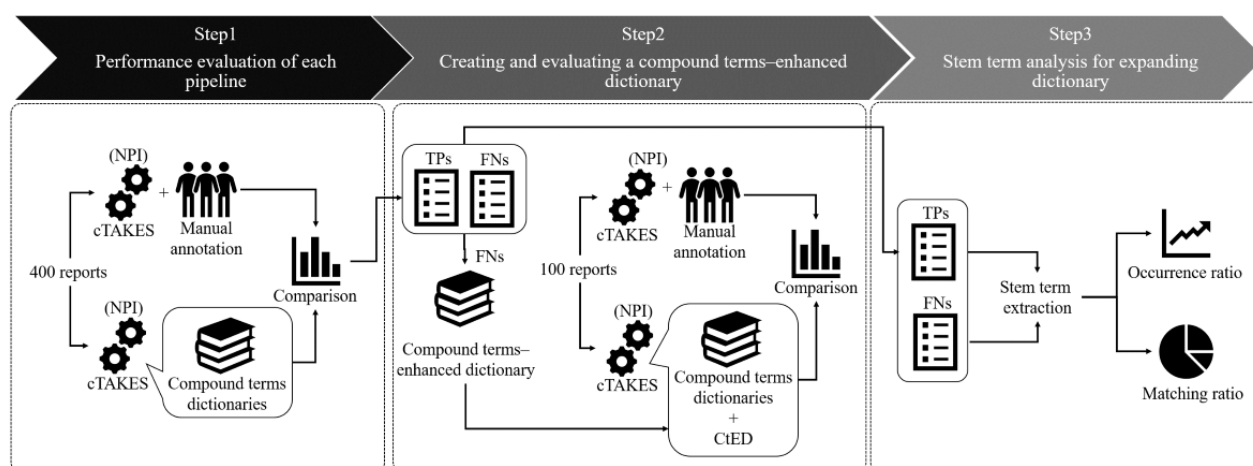 Step1
Performance evaluation of each
pipeline
Step2
Creating and evaluating a compound terms–enhanced
dictionary
Step3
Stem term analysis for expanding
dictionary
(NPI)
+
cTAKES
Manual
annotation
400 reports
Comparison
(NPI)
cTAKES
Compound terms
dictionaries
TPs
FNs
FNs
Compound terms–
enhanced dictionary
(NPI)
+
cTAKES
Manual
annotation
100 reports
Comparison
(NPI)
cTAKES
Compound terms
dictionaries
+
CtED
TPs
FNs
Stem term
extraction
Occurrence ratio
Matching ratio